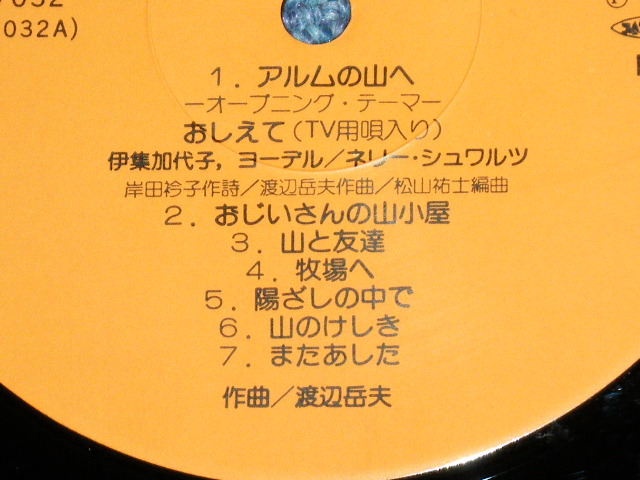 032A)
1．アルムの山へ
―オープニング・テーマ―
おしえて（TV用唄入り）
伊集加代子，ヨーデル／ネリー・シュワルツ
岸田衿子作詩／渡辺岳夫作曲／松山祐士編曲
2．おじいさんの山小屋
3．山と友達
4．牧場へ
5．陽ざしの中で
6．山のけしき
7．またあした
作曲／渡辺岳夫